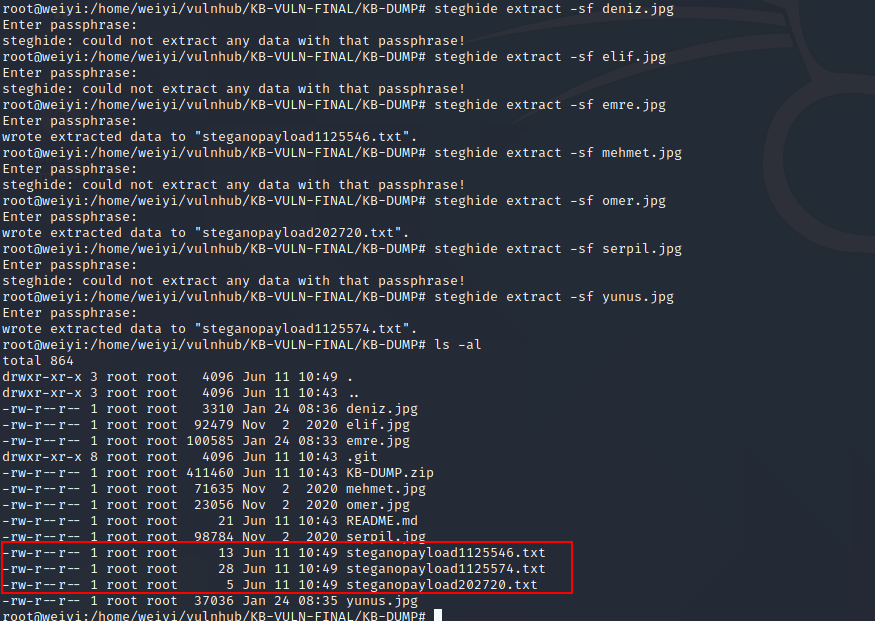 root@weiyi:/home/weiyi/vulnhub/KB-VULN-FINAL/KB-DUMP# steghide extract -sf deniz.jpg
Enter passphrase:
steghide: could not extract any data with that passphrase!
root@weiyi:/home/weiyi/vulnhub/KB-VULN-FINAL/KB-DUMP# steghide extract -sf elif.jpg
Enter passphrase:
steghide: could not extract any data with that passphrase!
root@weiyi:/home/weiyi/vulnhub/KB-VULN-FINAL/KB-DUMP# steghide extract -sf emre.jpg
Enter passphrase:
wrote extracted data to "steganopayload1125546.txt".
root@weiyi:/home/weiyi/vulnhub/KB-VULN-FINAL/KB-DUMP# steghide extract -sf mehmet.jpg
Enter passphrase:
steghide: could not extract any data with that passphrase!
root@weiyi:/home/weiyi/vulnhub/KB-VULN-FINAL/KB-DUMP# steghide extract -sf omer.jpg
Enter passphrase:
wrote extracted data to "steganopayload202720.txt".
root@weiyi:/home/weiyi/vulnhub/KB-VULN-FINAL/KB-DUMP# steghide extract -sf serpil.jpg
Enter passphrase:
steghide: could not extract any data with that passphrase!
root@weiyi:/home/weiyi/vulnhub/KB-VULN-FINAL/KB-DUMP# steghide extract -sf yunus.jpg
Enter passphrase:
wrote extracted data to "steganopayload1125574.txt".
root@weiyi:/home/weiyi/vulnhub/KB-VULN-FINAL/KB-DUMP# ls -al
total 864
drwxr-xr-x 3 root root   4096 Jun 11 10:49 .
drwxr-xr-x 3 root root   4096 Jun 11 10:43 ..
-rw-r--r-- 1 root root   3310 Jan 24 08:36 deniz.jpg
-rw-r--r-- 1 root root  92479 Nov  2  2020 elif.jpg
-rw-r--r-- 1 root root 100585 Jan 24 08:33 emre.jpg
drwxr-xr-x 8 root root   4096 Jun 11 10:43 .git
-rw-r--r-- 1 root root 411460 Jun 11 10:43 KB-DUMP.zip
-rw-r--r-- 1 root root  71635 Nov  2  2020 mehmet.jpg
-rw-r--r-- 1 root root  23056 Nov  2  2020 omer.jpg
-rw-r--r-- 1 root root     21 Jun 11 10:43 README.md
-rw-r--r-- 1 root root  98784 Nov  2  2020 serpil.jpg
-rw-r--r-- 1 root root     13 Jun 11 10:49 steganopayload1125546.txt
-rw-r--r-- 1 root root     28 Jun 11 10:49 steganopayload1125574.txt
-rw-r--r-- 1 root root      5 Jun 11 10:49 steganopayload202720.txt
-rw-r--r-- 1 root root  37036 Jan 24 08:35 yunus.jpg
root@weiyi:/home/weiyi/vulnhub/KB-VULN-FINAL/KB-DUMP#